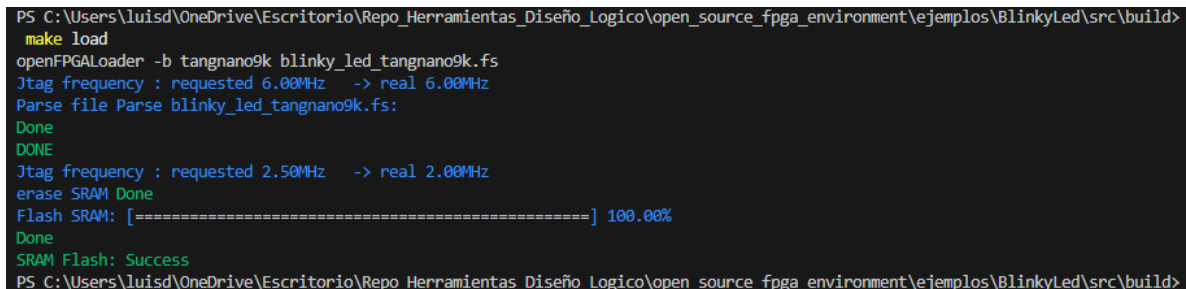 PS C:\Users\luisd\OneDrive\Escritorio\Repo_Herramientas_Diseño_Logico\open_source_fpga_environment\ejemplos\BlinkyLed\src\build>
make load
openFPGALoader -b tangnano9k blinky_led_tangnano9k.fs
Jtag frequency : requested 6.00MHz   -> real 6.00MHz
Parse file Parse blinky_led_tangnano9k.fs:
Done
DONE
Jtag frequency : requested 2.50MHz   -> real 2.00MHz
erase SRAM Done
Flash SRAM: [==================================================] 100.00%
Done
SRAM Flash: Success
PS C:\Users\luisd\OneDrive\Escritorio\Repo_Herramientas_Diseño_Logico\open_source_fpga_environment\ejemplos\BlinkyLed\src\build>